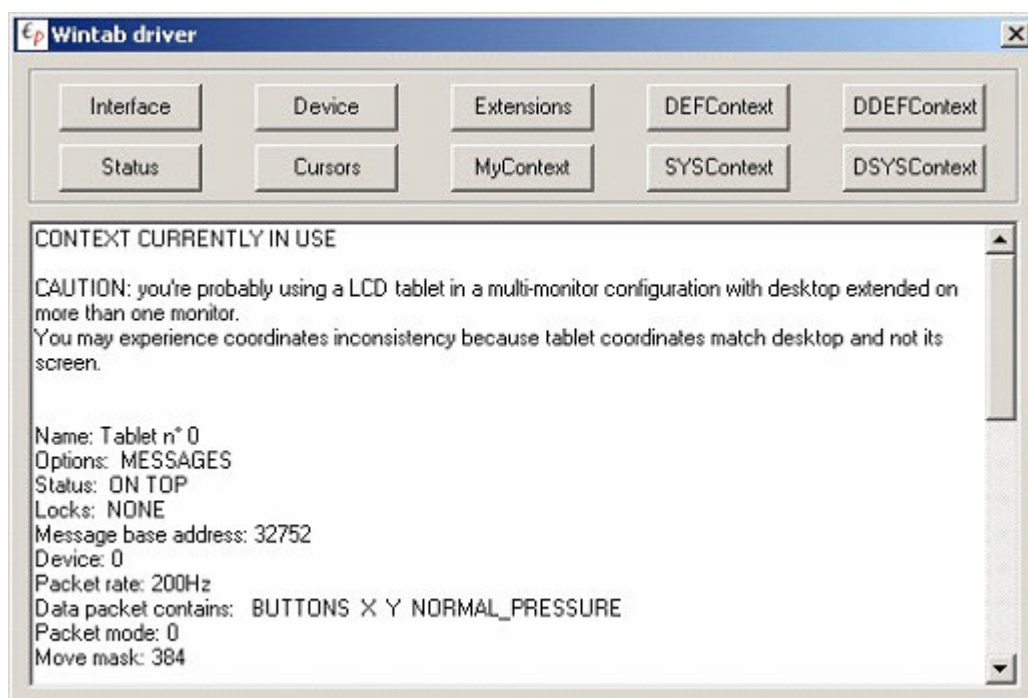 Ep Wintab driver
Interface Device Extensions DEFContext DDEFContext
Status Cursors MyContext SYSContext DSYSContext
CONTEXT CURRENTLY IN USE
CAUTION: you're probably using a LCD tablet in a multi-monitor configuration with desktop extended on
more than one monitor.
You may experience coordinates inconsistency because tablet coordinates match desktop and not its
screen.
Name: Tablet n° 0
Options: MESSAGES
Status: ON TOP
Locks: NONE
Message base address: 32752
Device: 0
Packet rate: 200Hz
Data packet contains: BUTTONS X Y NORMAL_PRESSURE
Packet mode: 0
Move mask: 384